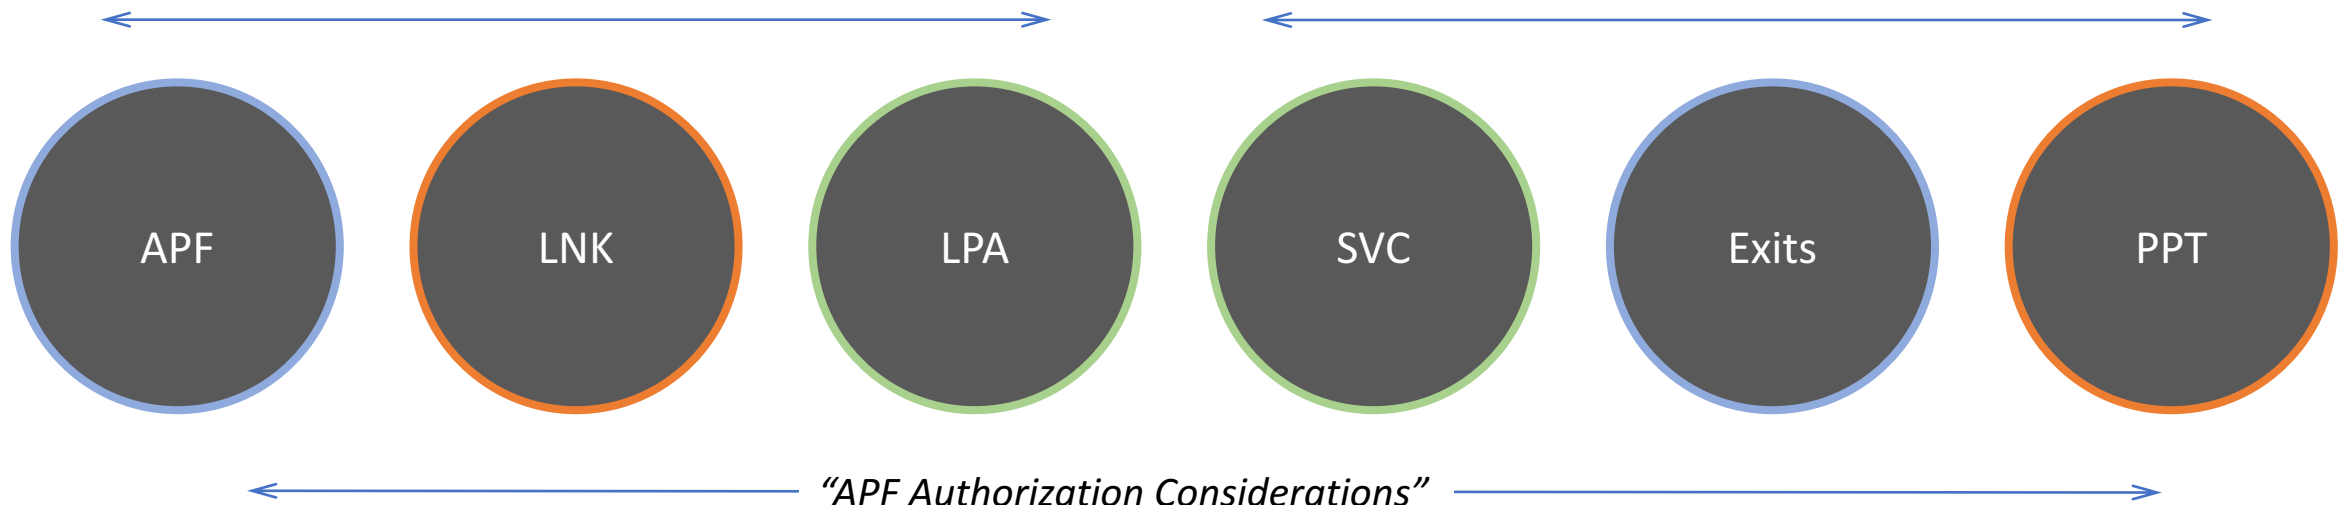 APF LNK LPA SVC Exits PPT
“APF Authorization Considerations”